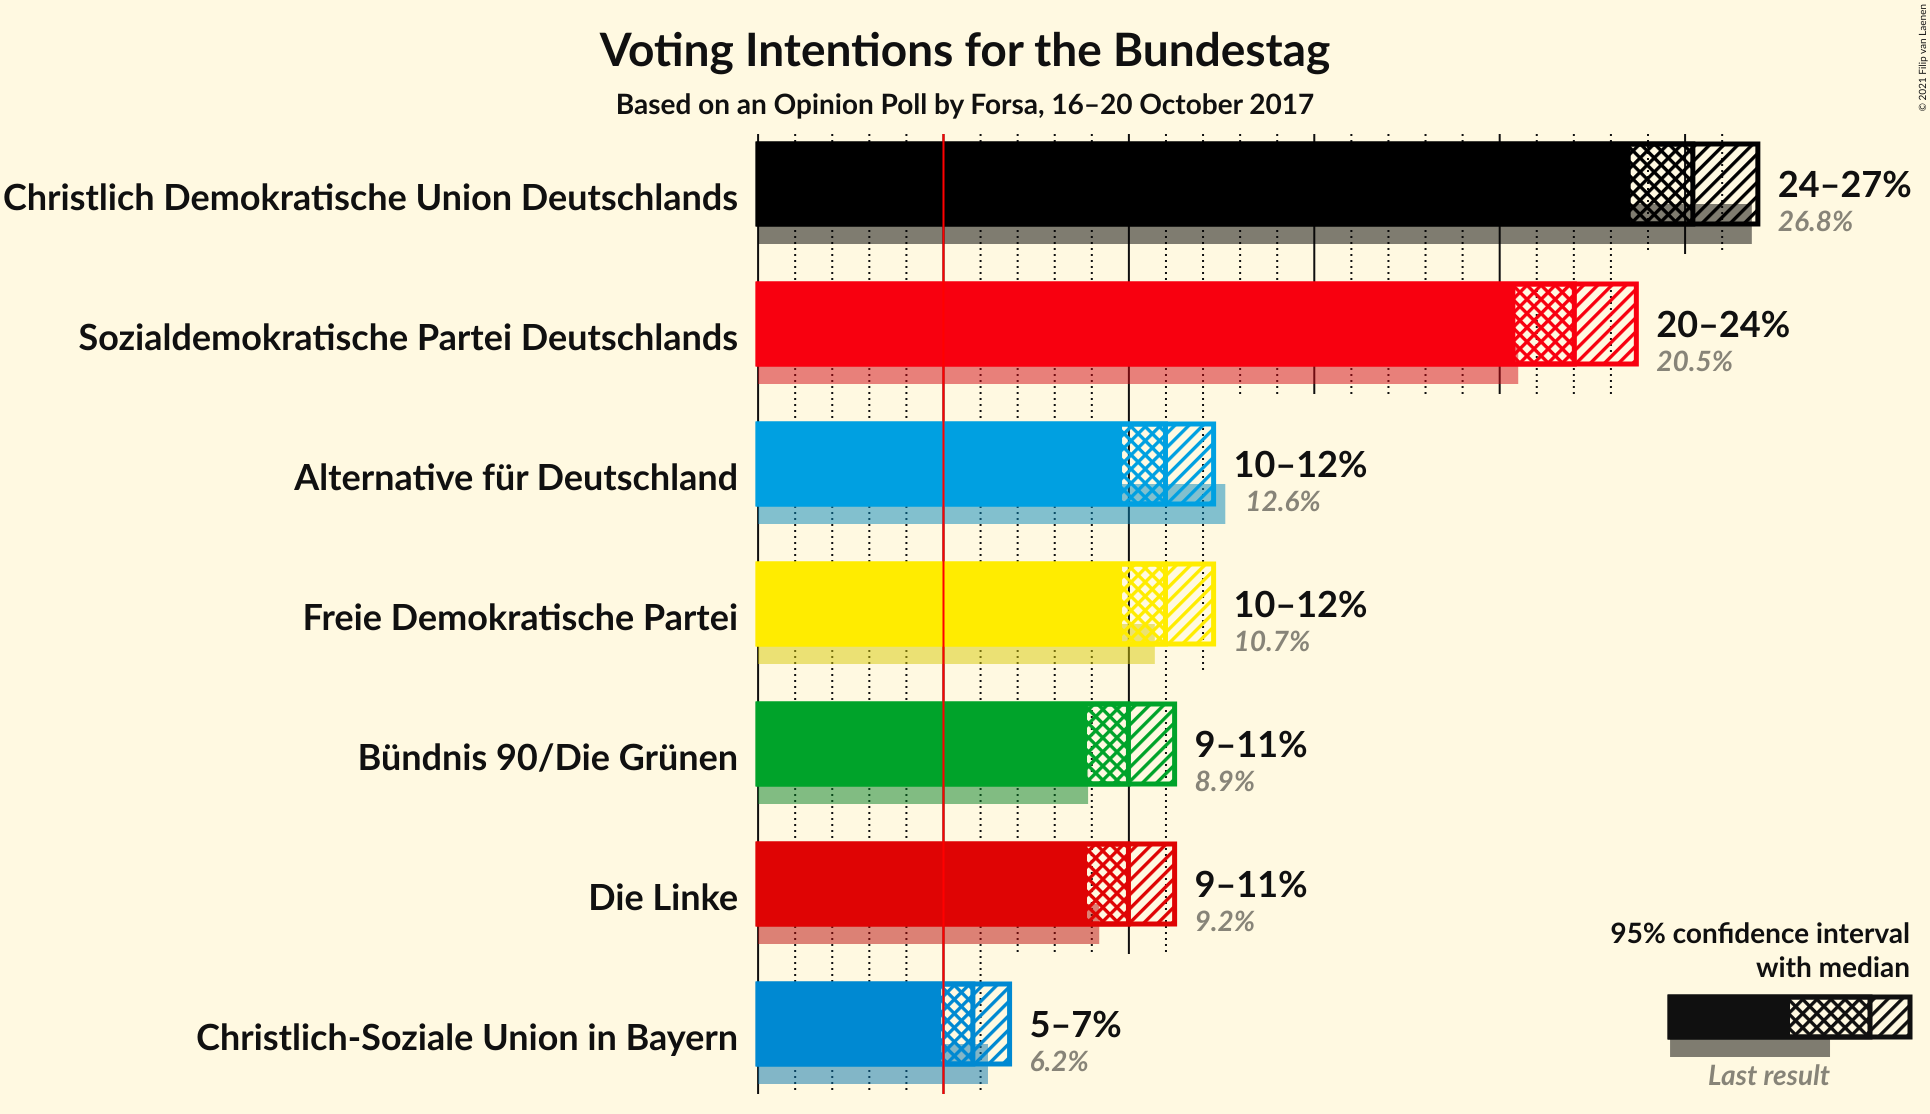 Voting Intentions for the Bundestag
Based on an Opinion Poll by Forsa, 16–20 October 2017
© 2021 Filip van Laenen
Christlich Demokratische Union Deutschlands
24–27%
26.8%
Sozialdemokratische Partei Deutschlands
20–24%
20.5%
Alternative für Deutschland
10–12%
12.6%
Freie Demokratische Partei
10–12%
10.7%
Bündnis 90/Die Grünen
9–11%
8.9%
Die Linke
9–11%
9.2%
Christlich-Soziale Union in Bayern
5–7%
6.2%
95% confidence interval
with median
Last result